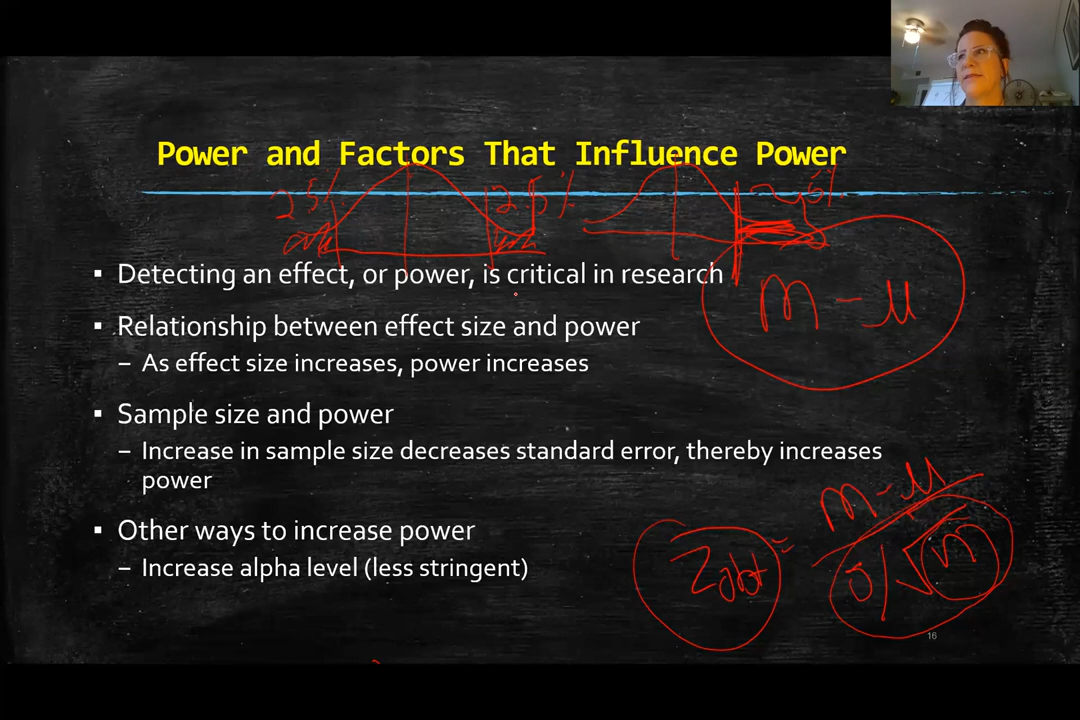 Power and Factors That Influence Power
2.5%
2.5%
5%
▪ Detecting an effect, or power, is critical in research
M - μ
▪ Relationship between effect size and power
– As effect size increases, power increases
▪ Sample size and power
– Increase in sample size decreases standard error, thereby increases
power
▪ Other ways to increase power
– Increase alpha level (less stringent)
Zobt = M - μ
σ/√n
16